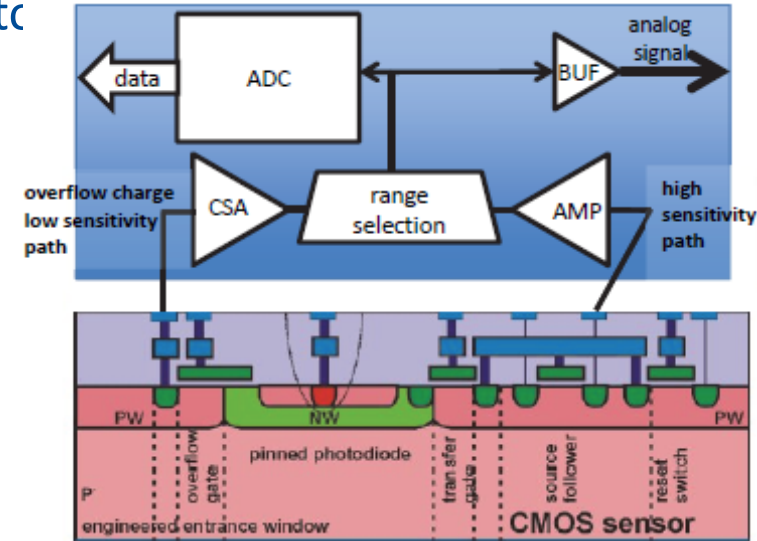 analog
signal
data
ADC
BUF
overflow charge
low sensitivity
path
CSA
range
selection
AMP
high
sensitivity
path
PW
NW
PW
pinned photodiode
overflow
gate
transfer
gate
source
follower
reset
switch
P-
engineered entrance window
CMOS sensor